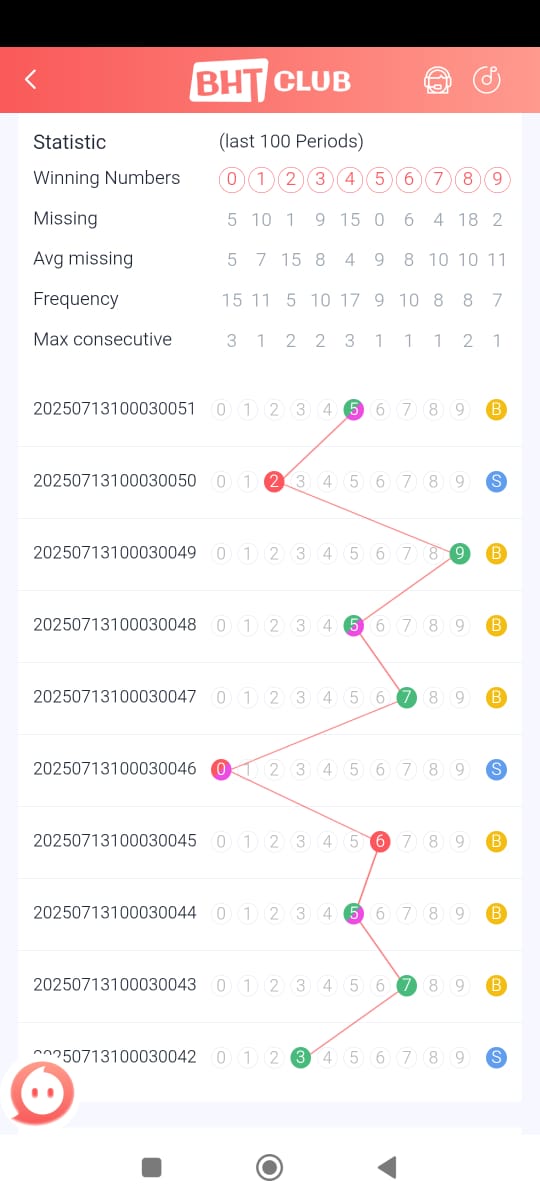 BHT CLUB
Statistic (last 100 Periods)
Winning Numbers 0 1 2 3 4 5 6 7 8 9
Missing 5 10 1 9 15 0 6 4 18 2
Avg missing 5 7 15 8 4 9 8 10 10 11
Frequency 15 11 5 10 17 9 10 8 8 7
Max consecutive 3 1 2 2 3 1 1 1 2 1
20250713100030051 0 1 2 3 4 5 6 7 8 9 B
20250713100030050 0 1 2 3 4 5 6 7 8 9 S
20250713100030049 0 1 2 3 4 5 6 7 8 9 B
20250713100030048 0 1 2 3 4 5 6 7 8 9 B
20250713100030047 0 1 2 3 4 5 6 7 8 9 B
20250713100030046 0 1 2 3 4 5 6 7 8 9 S
20250713100030045 0 1 2 3 4 5 6 7 8 9 B
20250713100030044 0 1 2 3 4 5 6 7 8 9 B
20250713100030043 0 1 2 3 4 5 6 7 8 9 B
20250713100030042 0 1 2 3 4 5 6 7 8 9 S